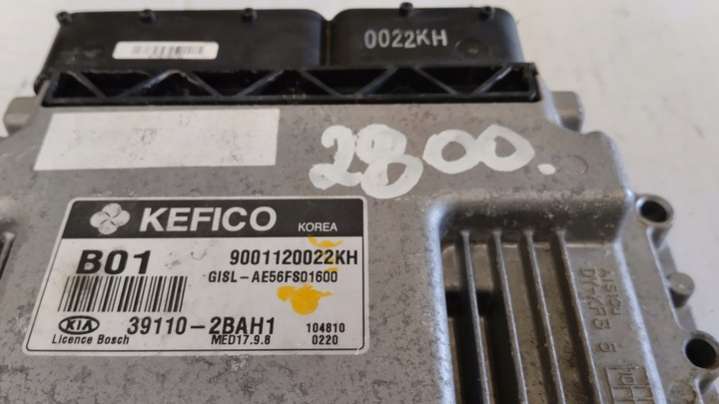 0022KH
2800.
KEFICO KOREA
B01 9001120022KH
GISL-AE56FS01600
KIA 39110-2BAH1 104810
Licence Bosch MED17.9.8 0220